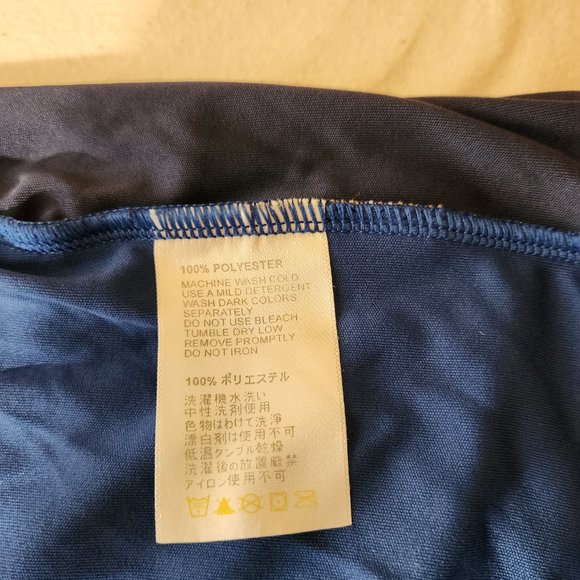 100% POLYESTER
MACHINE WASH COLD
USE A MILD DETERGENT
WASH DARK COLORS
SEPARATELY
DO NOT USE BLEACH
TUMBLE DRY LOW
REMOVE PROMPTLY
DO NOT IRON
100% ポリエステル
洗濯機水洗い
中性洗剤使用
色物はわけて洗浄
漂白剤は使用不可
低温タンブル乾燥
洗濯後の放置厳禁
アイロン使用不可